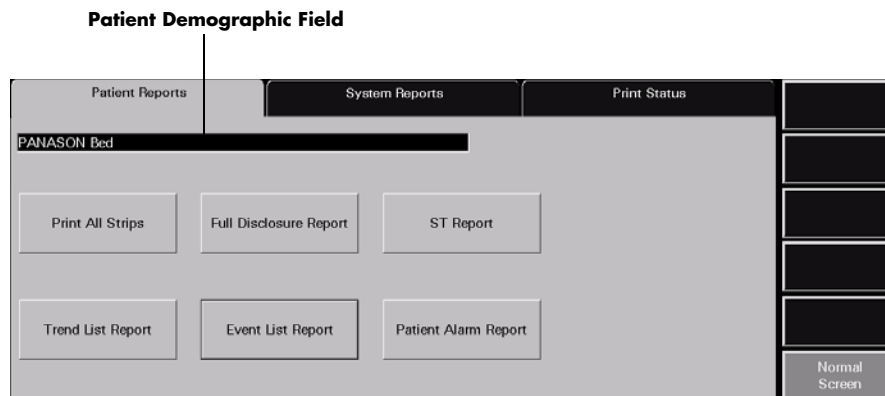 Patient Demographic Field
Patient Reports
System Reports
Print Status
PANASON Bed
Print All Strips
Full Disclosure Report
ST Report
Trend List Report
Event List Report
Patient Alarm Report
Normal
Screen